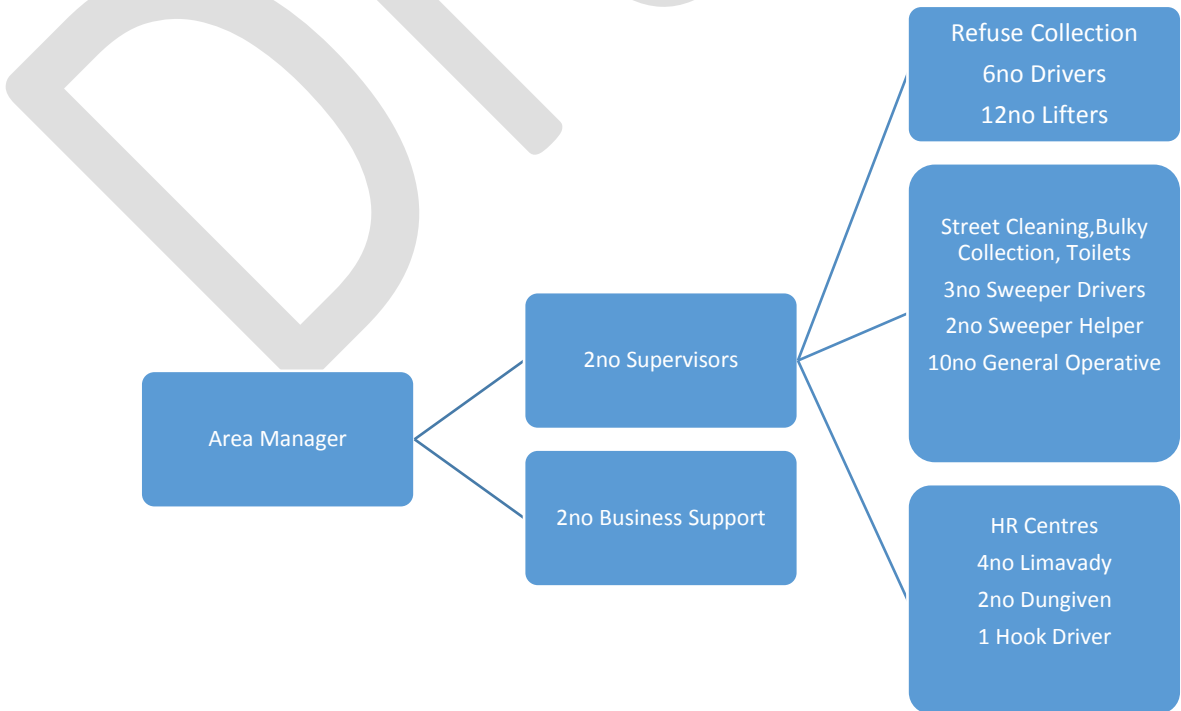 Area Manager
2no Supervisors
2no Business Support
Refuse Collection
6no Drivers
12no Lifters
Street Cleaning,Bulky
Collection, Toilets
3no Sweeper Drivers
2no Sweeper Helper
10no General Operative
HR Centres
4no Limavady
2no Dungiven
1 Hook Driver